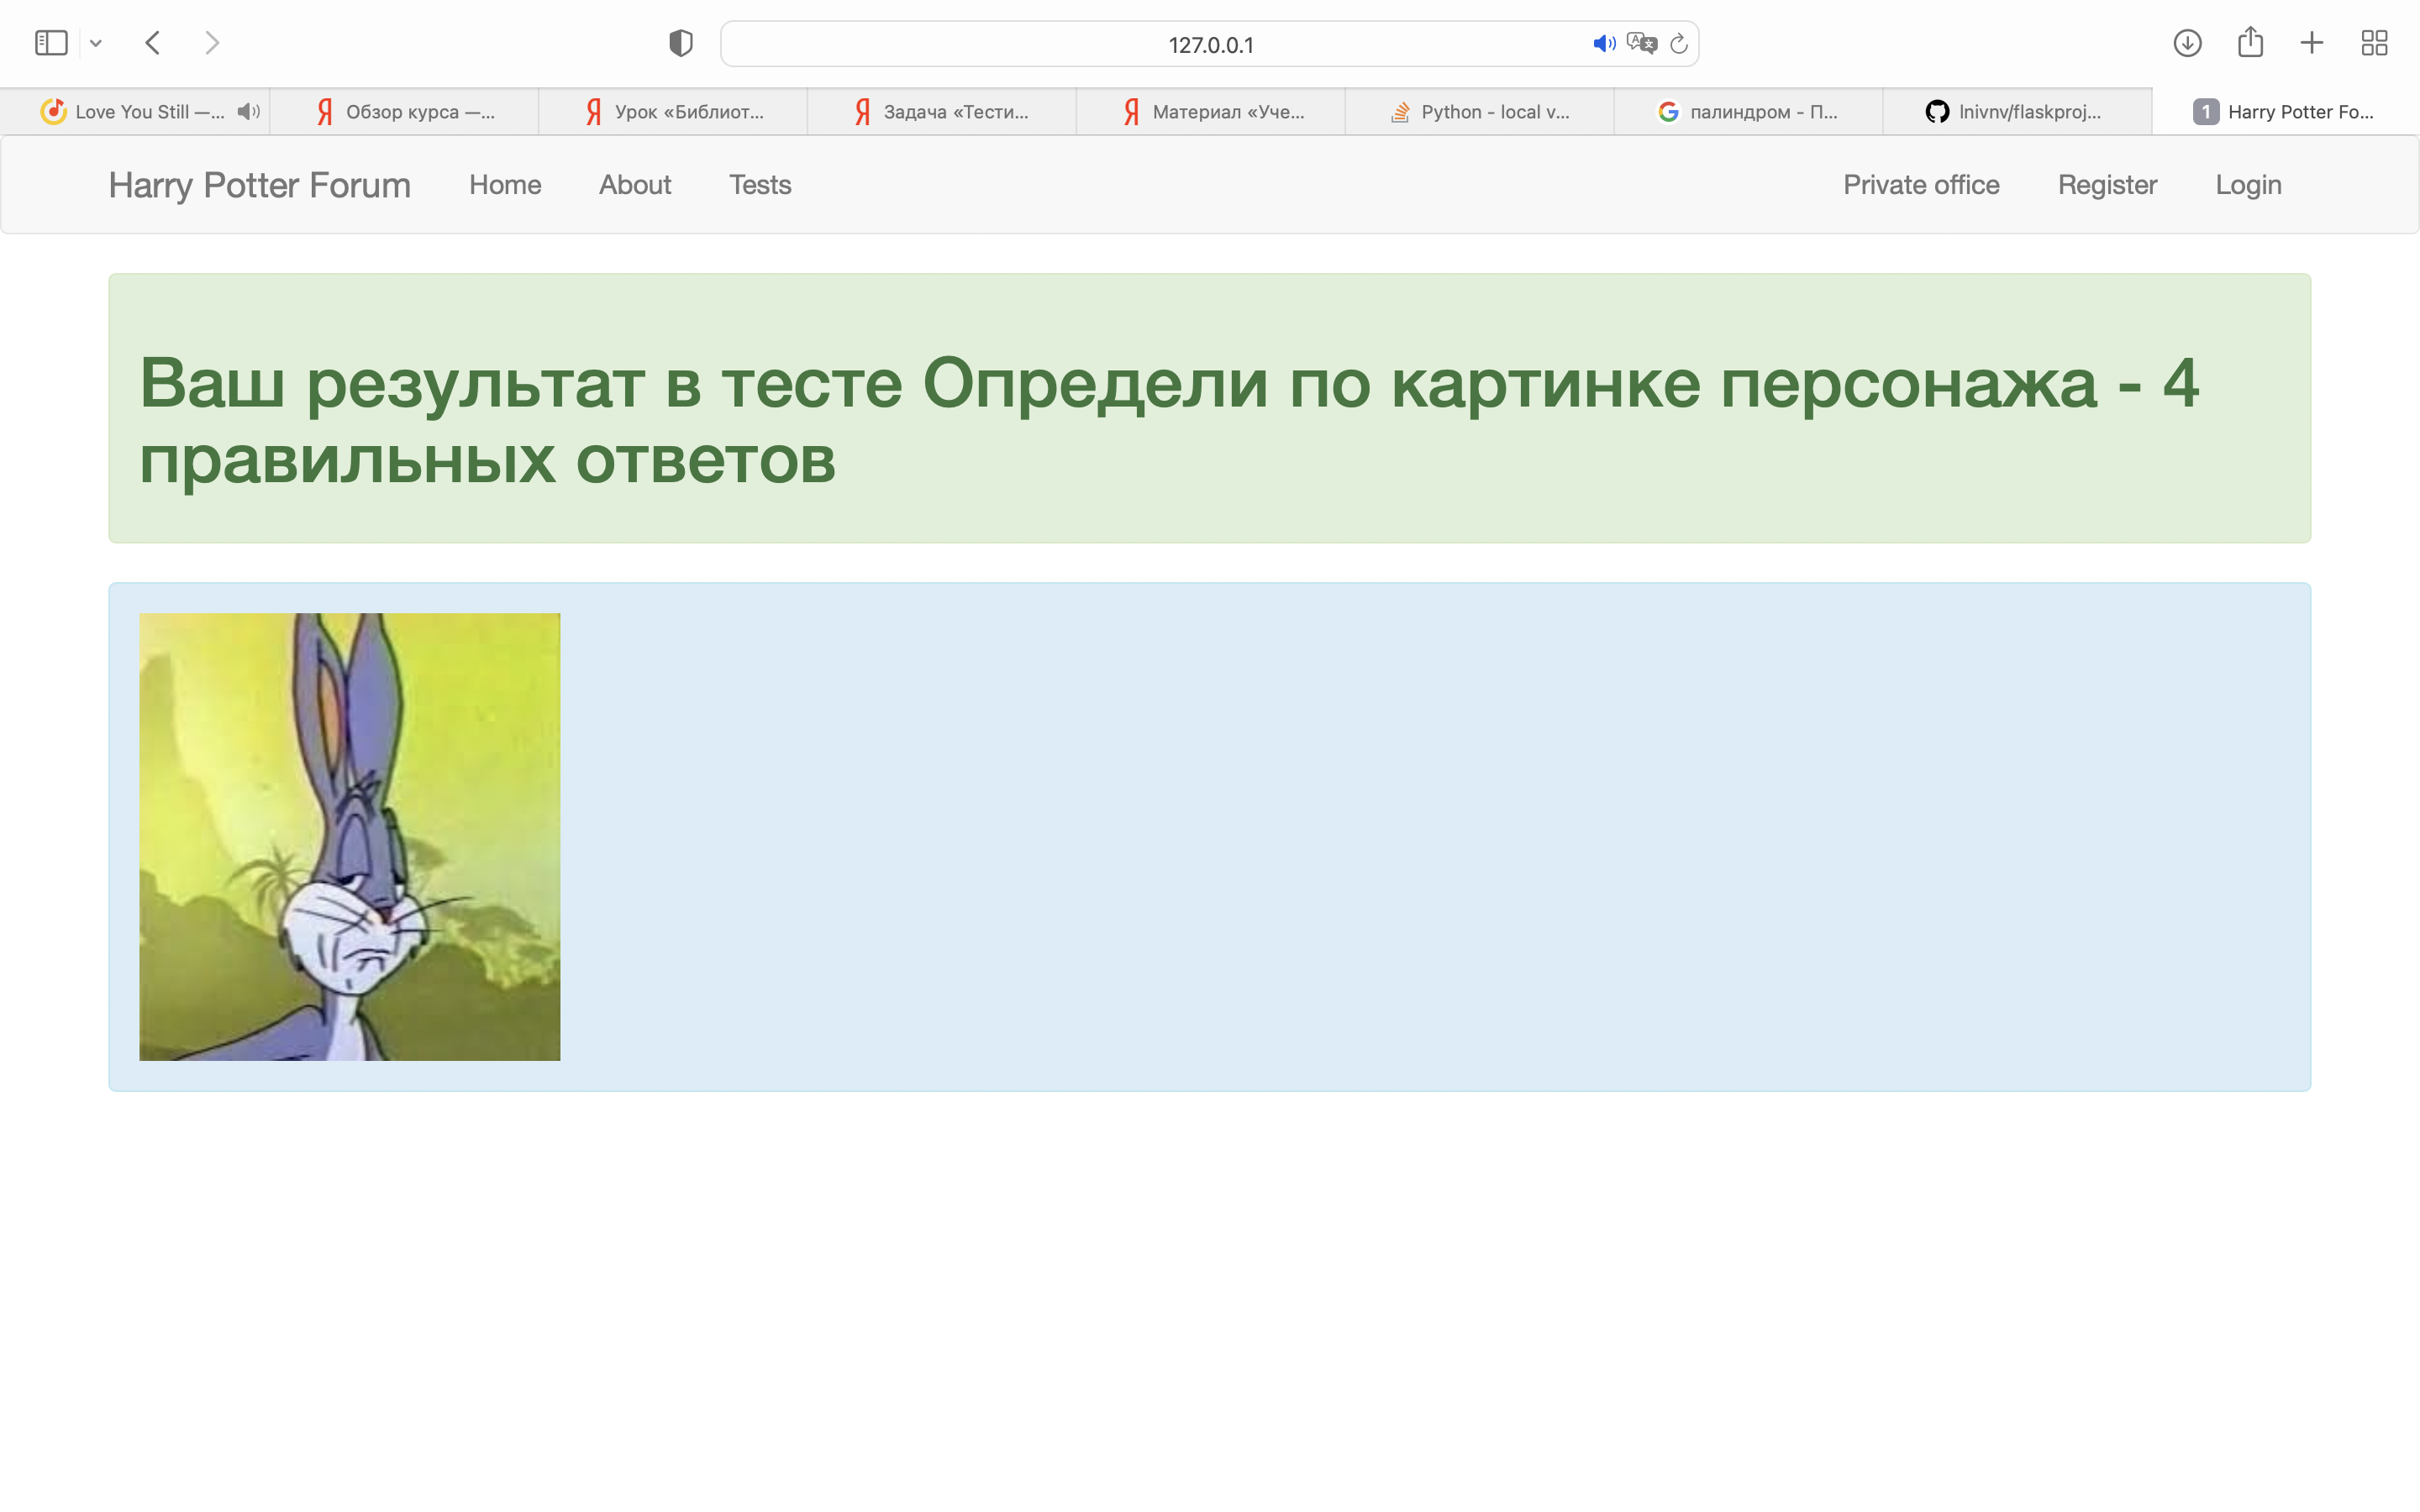 127.0.0.1
Love You Still —...
Обзор курса —...
Урок «Библиот...
Задача «Тести...
Материал «Уче...
Python - local v...
палиндром - П...
lnivnv/flaskproj...
1 Harry Potter Fo...
Harry Potter Forum Home About Tests Private office Register Login
Ваш результат в тесте Определи по картинке персонажа - 4
правильных ответов